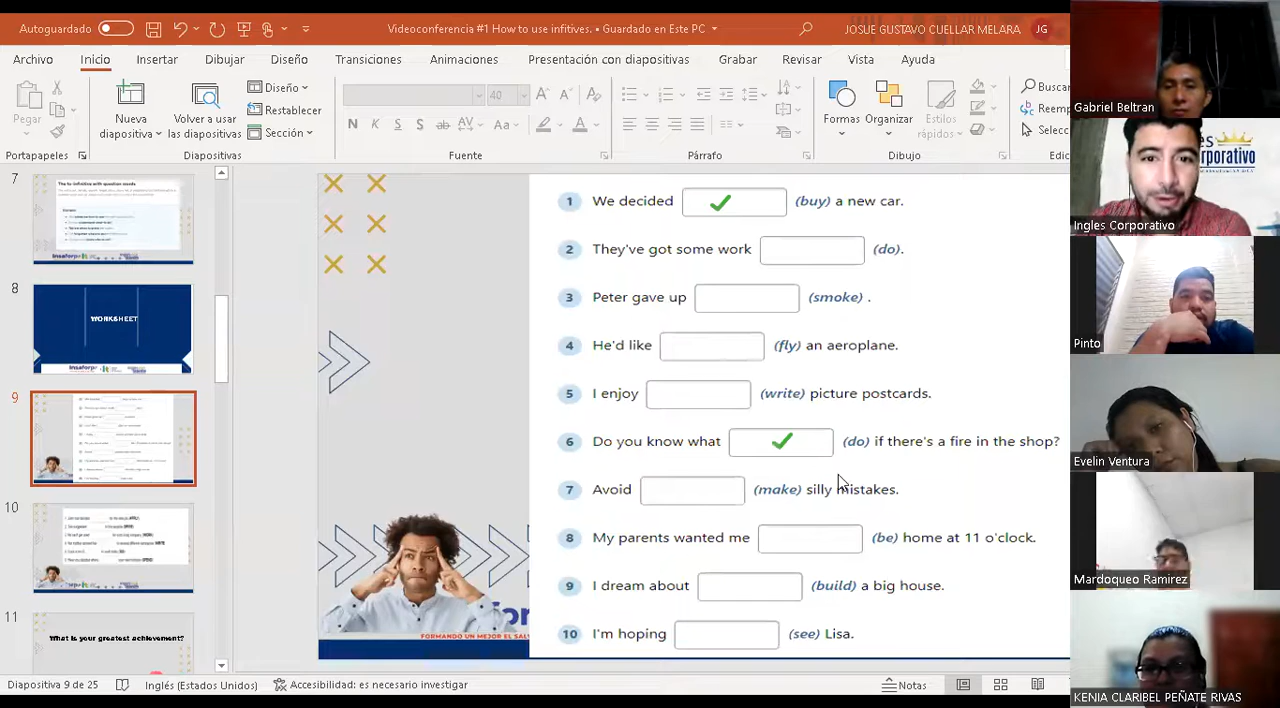 Autoguardado
Videoconferencia #1 How to use infitives. • Guardado en Este PC
JOSUE GUSTAVO CUELLAR MELARA
JG
Archivo Inicio Insertar Dibujar Diseño Transiciones Animaciones Presentación con diapositivas Grabar Revisar Vista Ayuda
Pegar
Nueva
diapositiva
Volver a usar
las diapositivas
Diseño
Restablecer
Sección
40
Formas
Organizar
Estilos
rápidos
Portapapeles
Diapositivas
Fuente
Párrafo
Dibujo
7
The to infinitive with question words
8
WORKSHEET
9
10
11
What is your greatest achievement?
1 We decided (buy) a new car.
2 They've got some work (do).
3 Peter gave up (smoke) .
4 He'd like (fly) an aeroplane.
5 I enjoy (write) picture postcards.
6 Do you know what (do) if there's a fire in the shop?
7 Avoid (make) silly mistakes.
8 My parents wanted me (be) home at 11 o'clock.
9 I dream about (build) a big house.
10 I'm hoping (see) Lisa.
Diapositiva 9 de 25
Inglés (Estados Unidos)
Accesibilidad: es necesario investigar
Notas
Gabriel Beltran
Ingles Corporativo
Pinto
Evelin Ventura
Mardoqueo Ramirez
KENIA CLARIBEL PEÑATE RIVAS